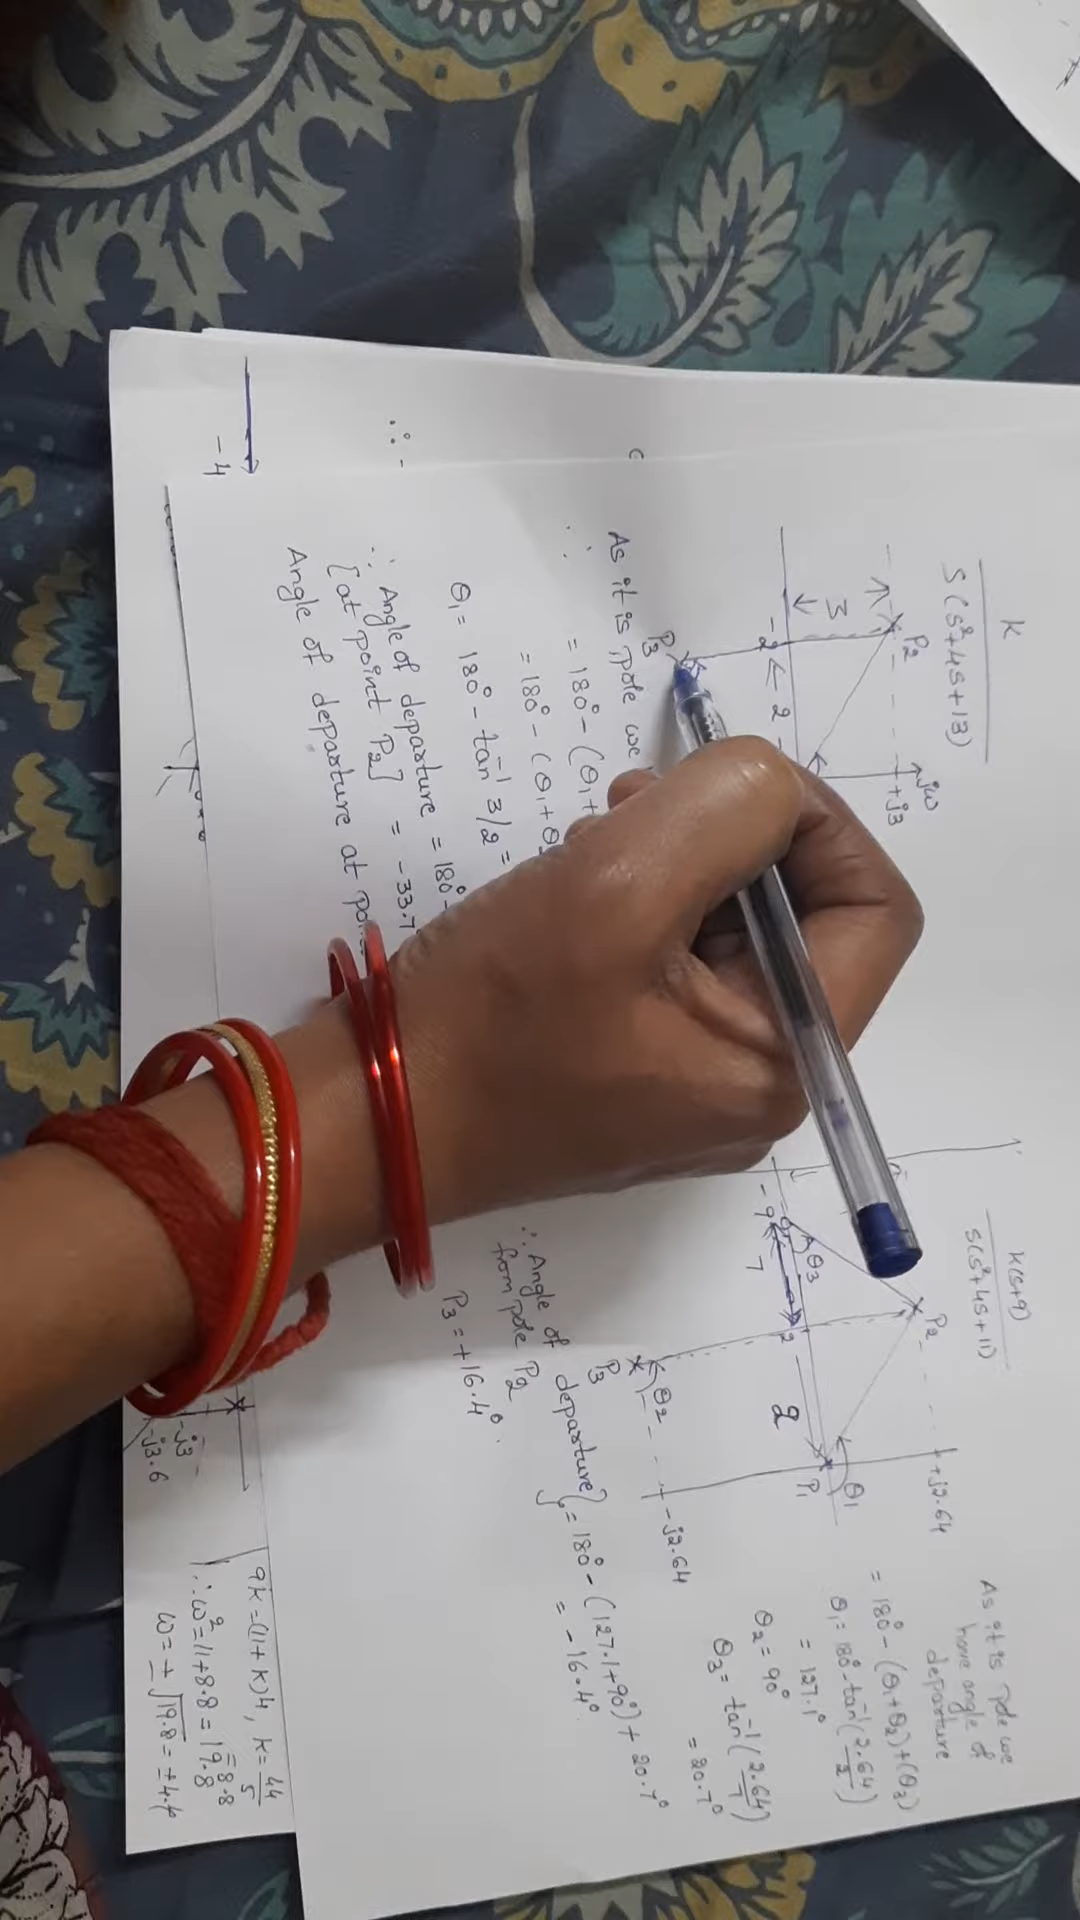 K
S(S²+4S+13)
P2
jω
+j3
3
-2
2
P3
As it is pole we
∴ = 180° - (θ1+
= 180° - (θ1+θ2
θ1 = 180° - tan⁻¹ 3/2 =
∴ Angle of departure = 180° -
[at point P2] = -33.7°
Angle of departure at
K(S+9)
S(S²+4S+11)
P2
+j2.64
θ3
-9
7
2
2
P1
θ1
θ2
P3
-j2.64
∴ Angle of departure} = 180° - (127.1+90°) + 20.7°
from pole P2 = -16.4°
P3 = +16.4°.
As it is pole we
have angle of
departure
= 180° - (θ1+θ2)+(θ3)
θ1 = 180° - tan⁻¹(2.64/2)
= 127.1°
θ2 = 90°
θ3 = tan⁻¹(2.64/7)
= 20.7°
-4
∴ -
-j3
-j3.6
9K = (11+K)4, K = 44/5
= 8.8
∴ ω² = 11+8.8 = 19.8
ω = ± √19.8 = ±4.4